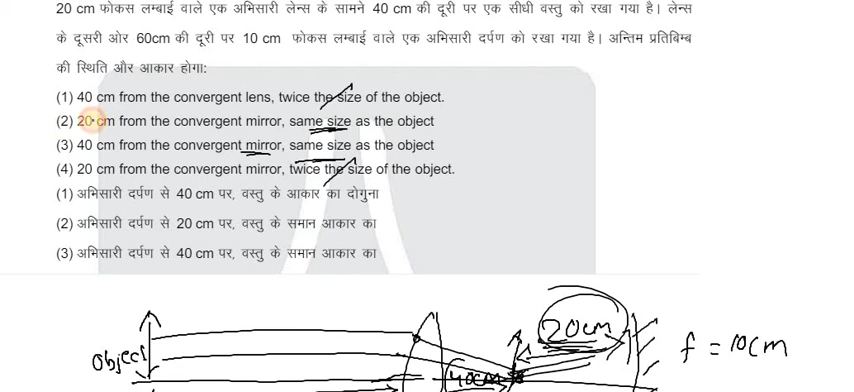 20 cm फोकस लम्बाई वाले एक अभिसारी लेन्स के सामने 40 cm की दूरी पर एक सीधी वस्तु को रखा गया है। लेन्स
के दूसरी ओर 60cm की दूरी पर 10 cm फोकस लम्बाई वाले एक अभिसारी दर्पण को रखा गया है। अन्तिम प्रतिबिम्ब
की स्थिति और आकार होगा:
(1) 40 cm from the convergent lens, twice the size of the object.
(2) 20 cm from the convergent mirror, same size as the object
(3) 40 cm from the convergent mirror, same size as the object
(4) 20 cm from the convergent mirror, twice the size of the object.
(1) अभिसारी दर्पण से 40 cm पर, वस्तु के आकार का दोगुना
(2) अभिसारी दर्पण से 20 cm पर, वस्तु के समान आकार का
(3) अभिसारी दर्पण से 40 cm पर, वस्तु के समान आकार का
20cm
f = 10cm
object
40cm